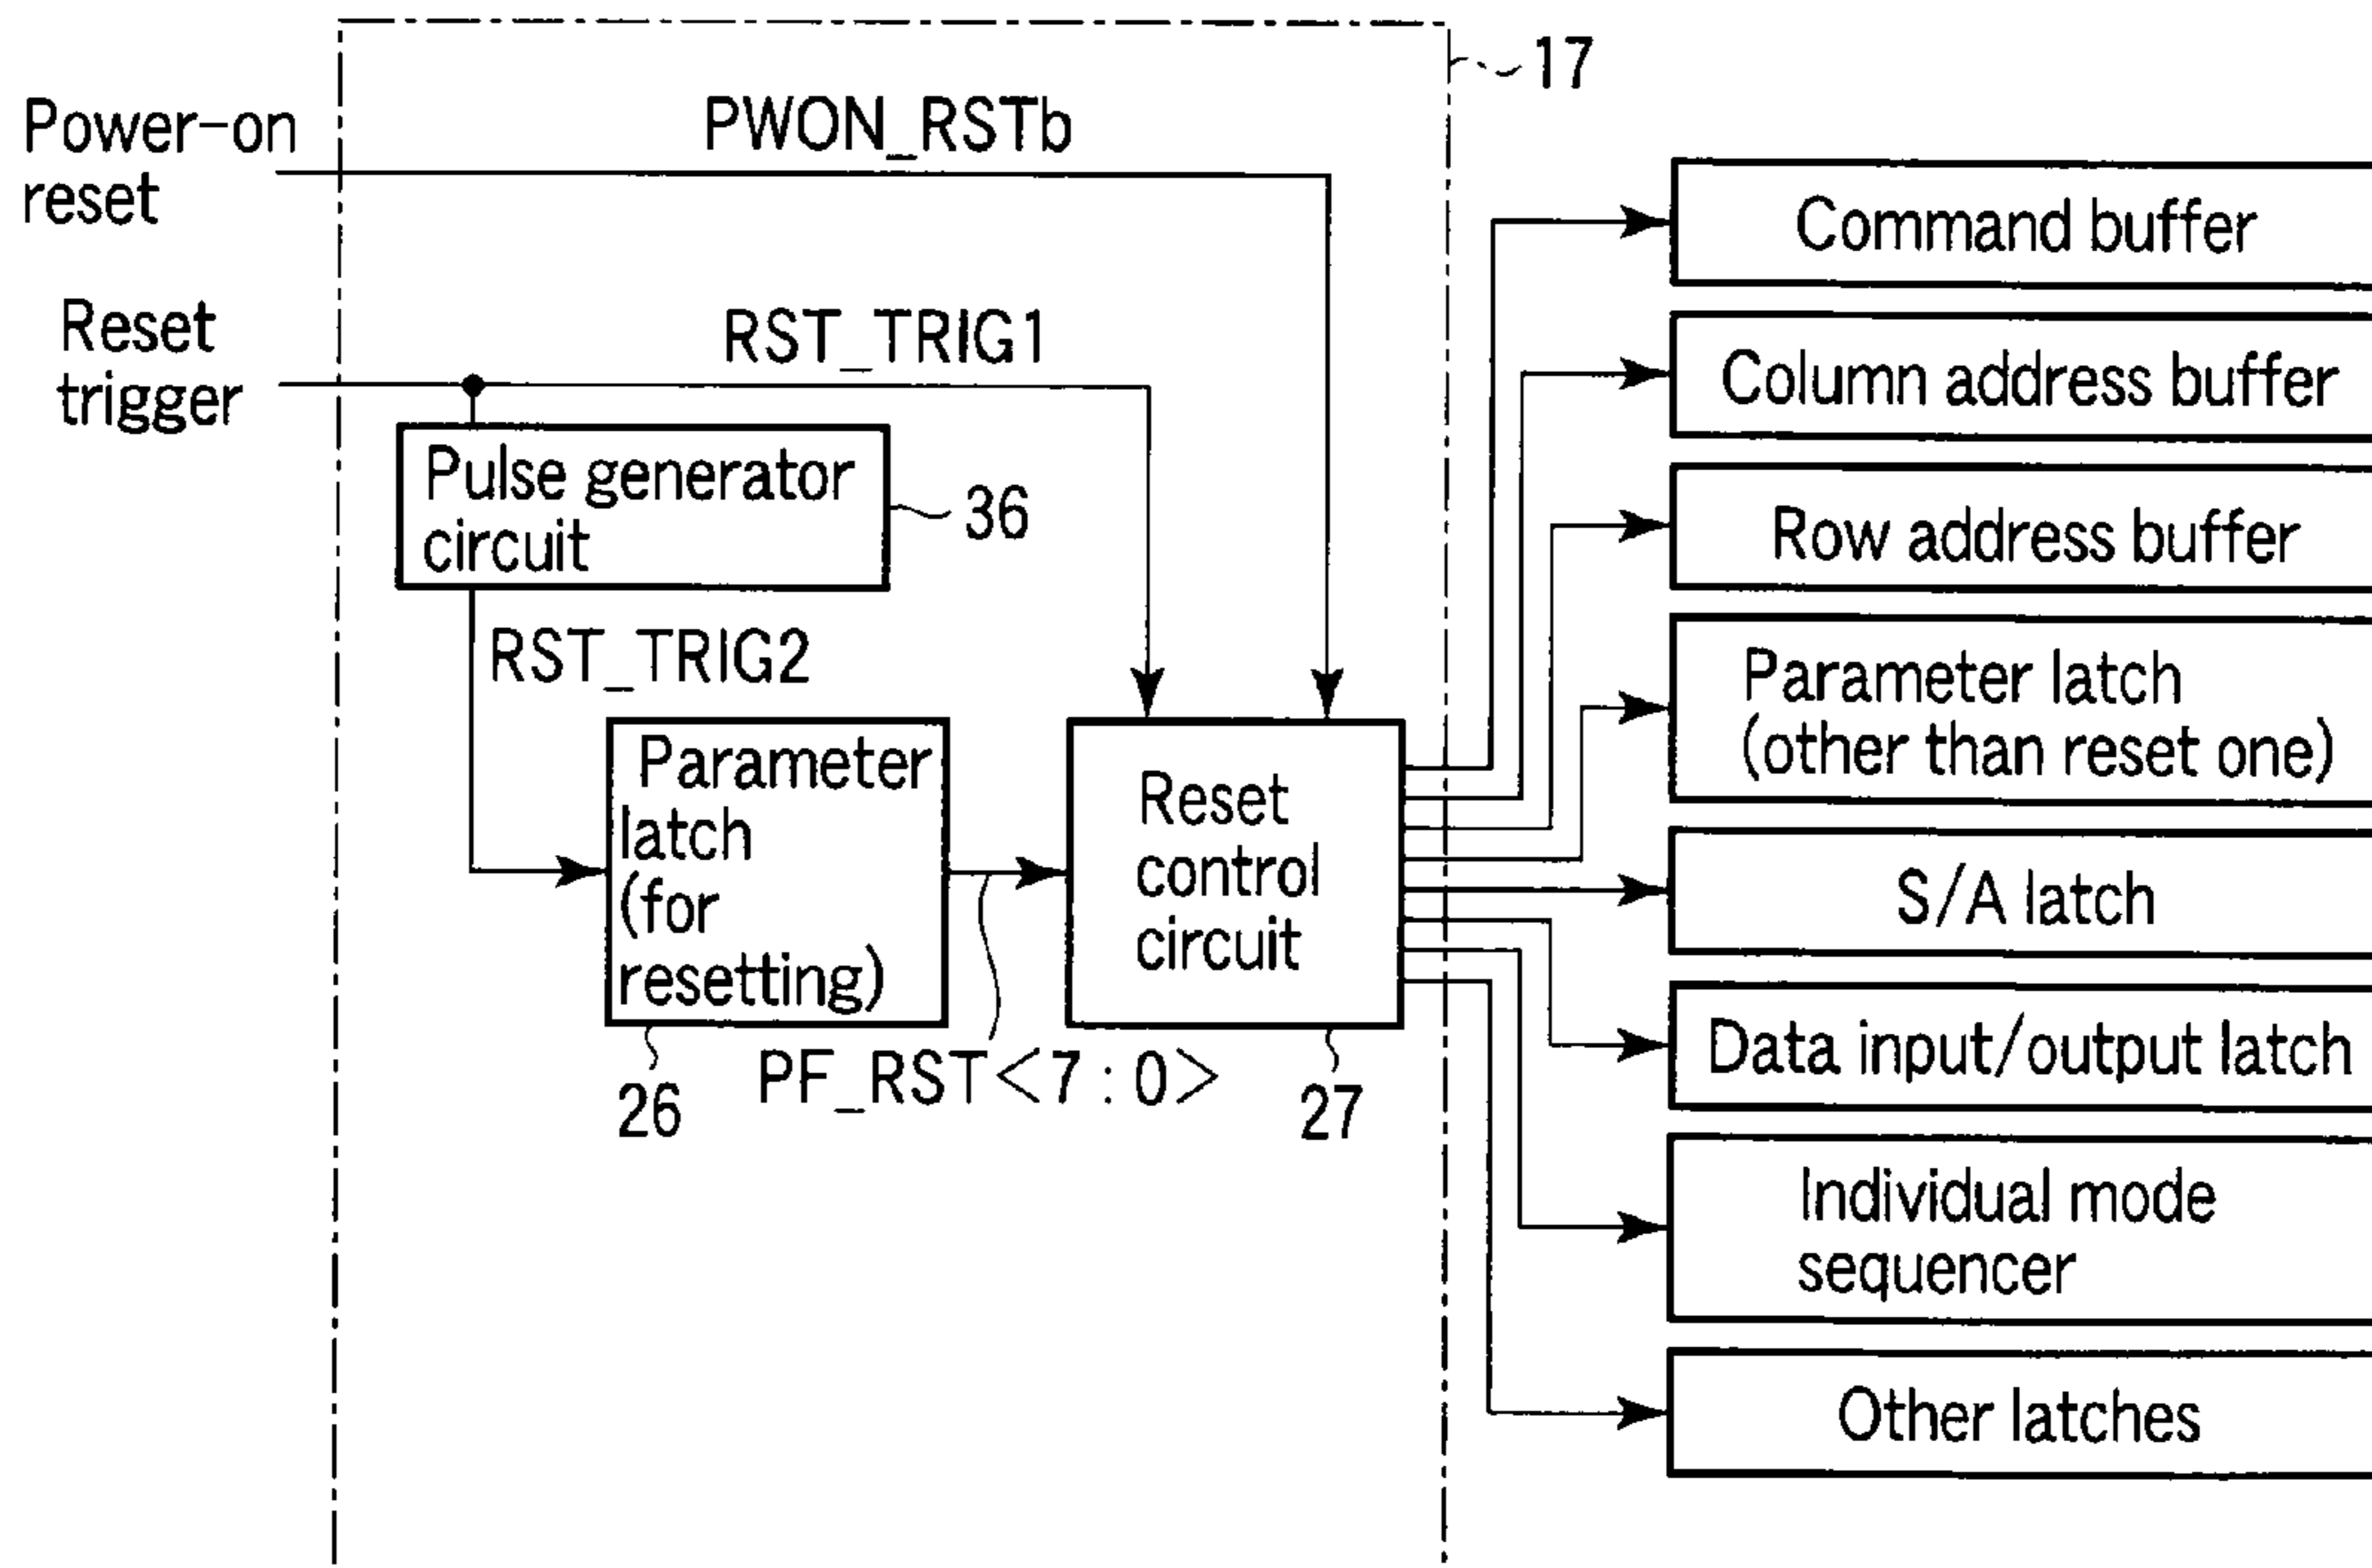 17
Power-on
reset
PWON_RSTb
Reset
trigger
RST_TRIG1
Pulse generator
circuit
36
RST_TRIG2
Parameter
latch
(for
resetting)
26
PF_RST<7:0>
Reset
control
circuit
27
Command buffer
Column address buffer
Row address buffer
Parameter latch
(other than reset one)
S/A latch
Data input/output latch
Individual mode
sequencer
Other latches